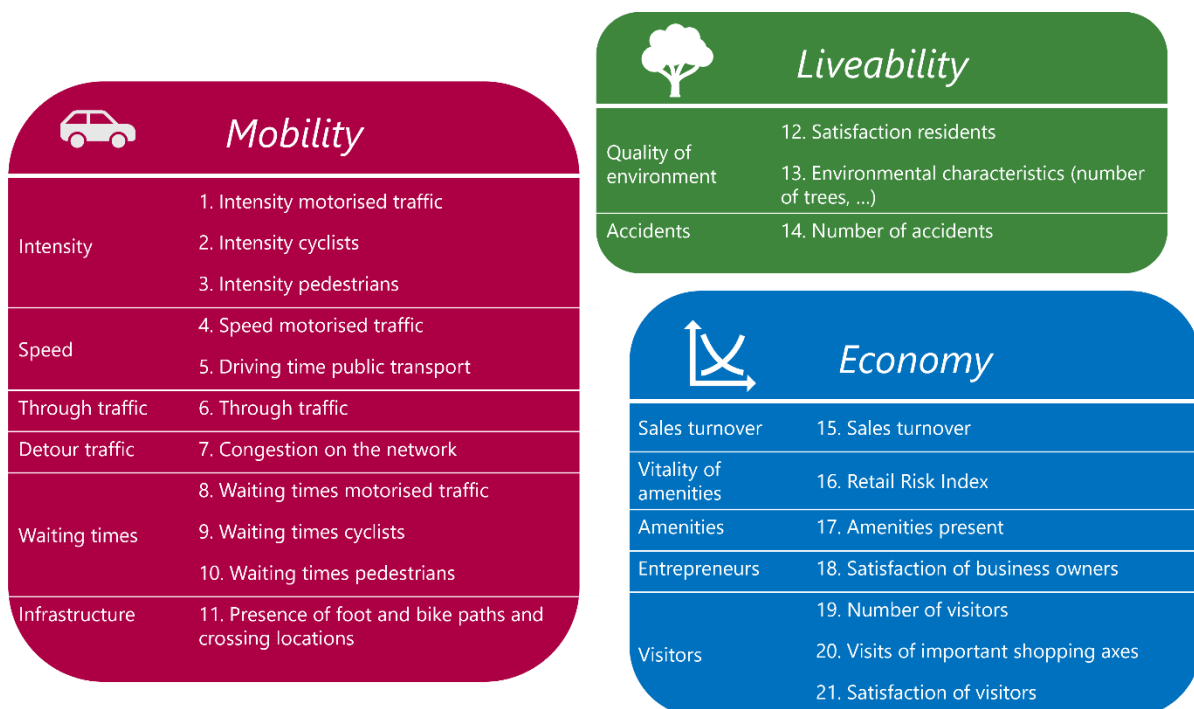 Mobility
Intensity
1. Intensity motorised traffic
2. Intensity cyclists
3. Intensity pedestrians
Speed
4. Speed motorised traffic
5. Driving time public transport
Through traffic
6. Through traffic
Detour traffic
7. Congestion on the network
Waiting times
8. Waiting times motorised traffic
9. Waiting times cyclists
10. Waiting times pedestrians
Infrastructure
11. Presence of foot and bike paths and
crossing locations
Liveability
Quality of
environment
12. Satisfaction residents
13. Environmental characteristics (number
of trees, ...)
Accidents
14. Number of accidents
Economy
Sales turnover
15. Sales turnover
Vitality of
amenities
16. Retail Risk Index
Amenities
17. Amenities present
Entrepreneurs
18. Satisfaction of business owners
Visitors
19. Number of visitors
20. Visits of important shopping axes
21. Satisfaction of visitors